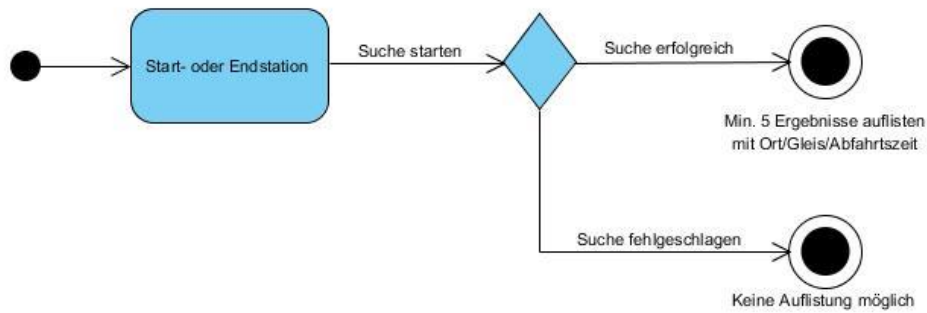 Start- oder Endstation
Suche starten
Suche erfolgreich
Min. 5 Ergebnisse auflisten
mit Ort/Gleis/Abfahrtszeit
Suche fehlgeschlagen
Keine Auflistung möglich